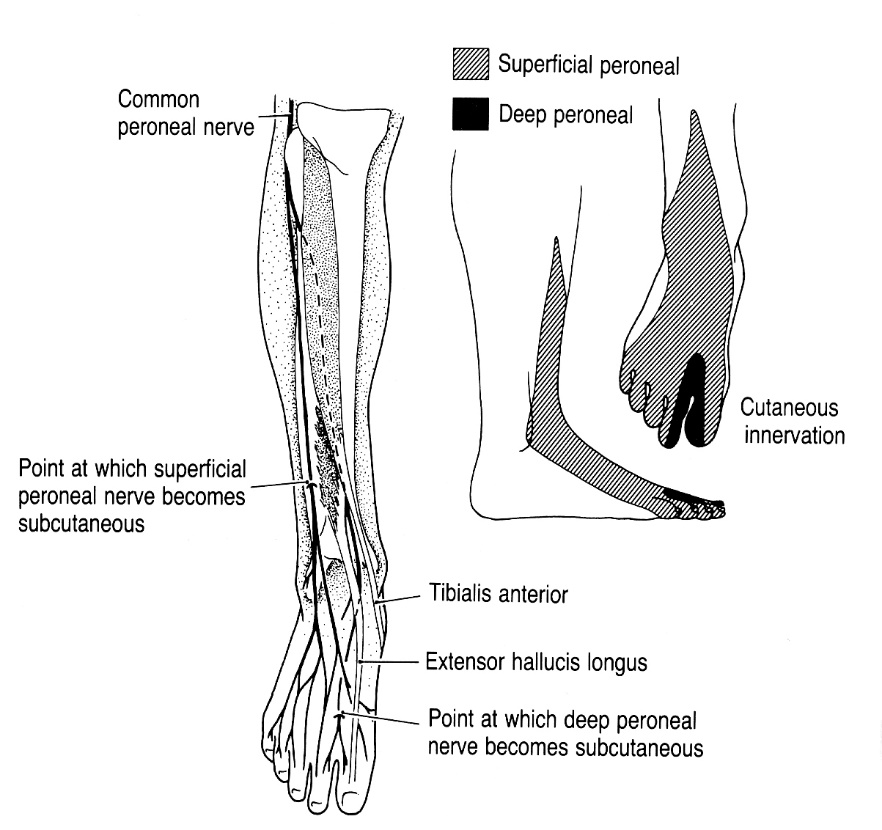 Superficial peroneal
Deep peroneal
Common
peroneal nerve
Cutaneous
innervation
Point at which superficial
peroneal nerve becomes
subcutaneous
Tibialis anterior
Extensor hallucis longus
Point at which deep peroneal
nerve becomes subcutaneous